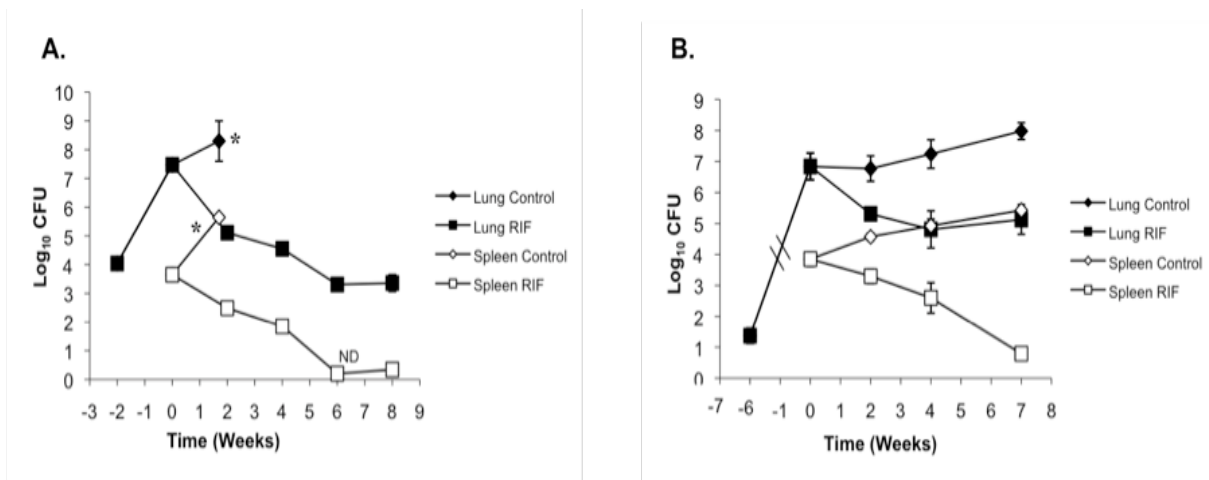 A.
10
9
8
7
6
5
4
3
2
1
0
Log10 CFU
*
*
ND
-3 -2 -1 0 1 2 3 4 5 6 7 8 9
Time (Weeks)
Lung Control
Lung RIF
Spleen Control
Spleen RIF
B.
9
8
7
6
5
4
3
2
1
0
Log10 CFU
-7 -6 -1 0 2 3 4 5 6 7 8
Time (Weeks)
Lung Control
Lung RIF
Spleen Control
Spleen RIF